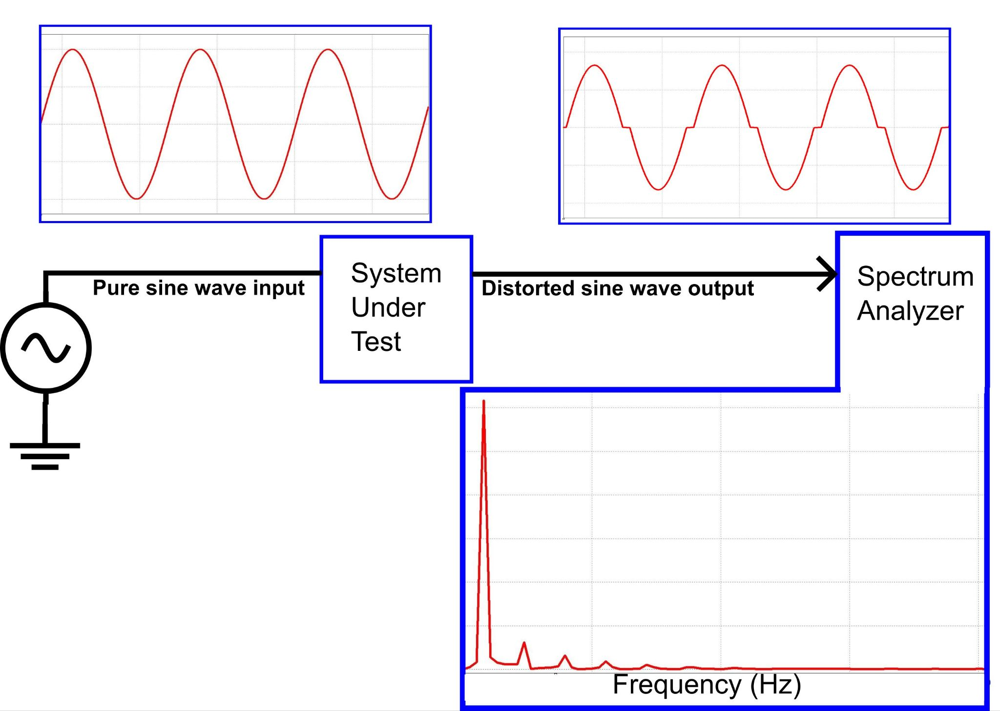 Pure sine wave input
System
Under
Test
Distorted sine wave output
Spectrum
Analyzer
Frequency (Hz)